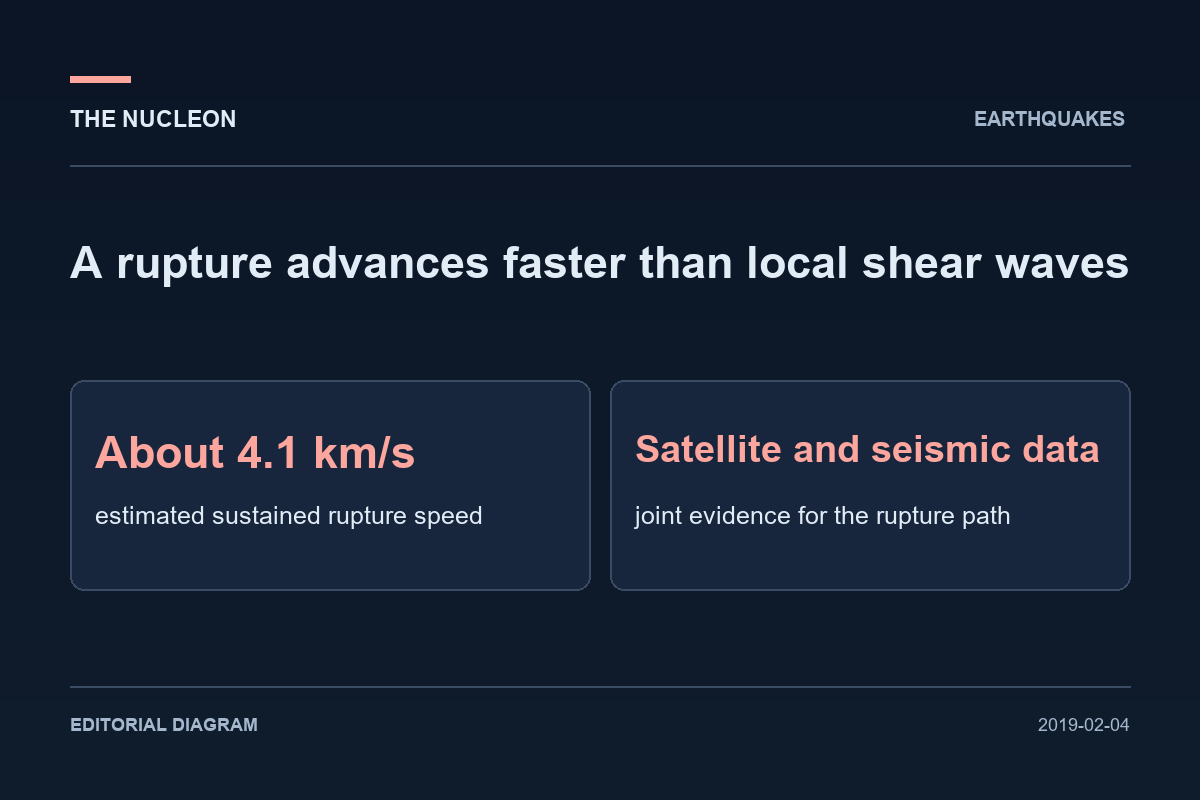 THE NUCLEON
EARTHQUAKES
A rupture advances faster than local shear waves
About 4.1 km/s
estimated sustained rupture speed
Satellite and seismic data
joint evidence for the rupture path
EDITORIAL DIAGRAM
2019-02-04